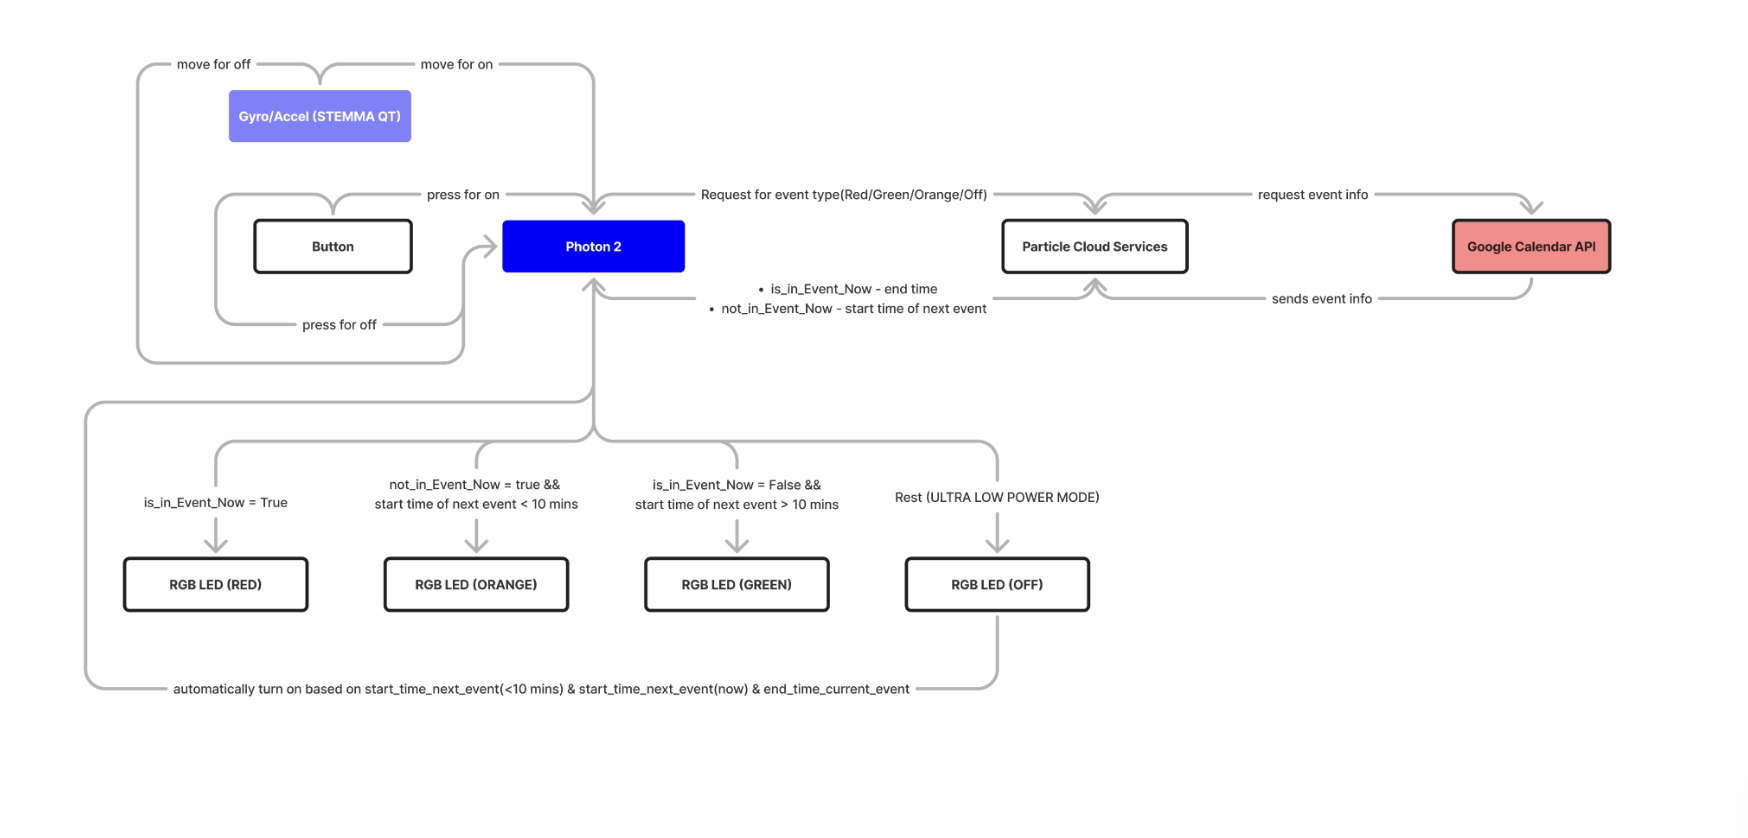 move for off
move for on
Gyro/Accel (STEMMA QT)
press for on
Request for event type(Red/Green/Orange/Off)
request event info
Button
Photon 2
Particle Cloud Services
Google Calendar API
• is_in_Event_Now - end time
• not_in_Event_Now - start time of next event
sends event info
press for off
is_in_Event_Now = True
not_in_Event_Now = true &&
start time of next event < 10 mins
is_in_Event_Now = False &&
start time of next event > 10 mins
Rest (ULTRA LOW POWER MODE)
RGB LED (RED)
RGB LED (ORANGE)
RGB LED (GREEN)
RGB LED (OFF)
automatically turn on based on start_time_next_event(<10 mins) & start_time_next_event(now) & end_time_current_event